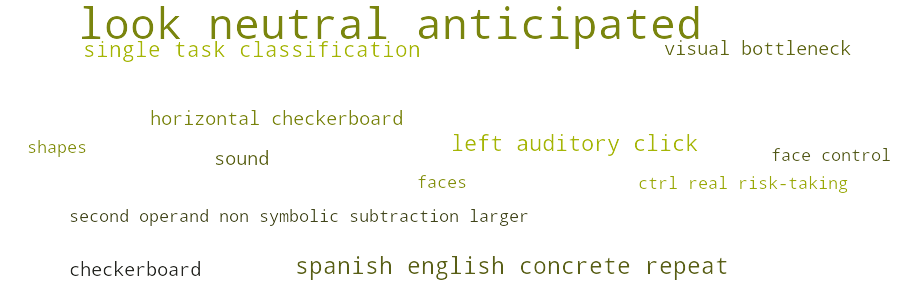 look neutral anticipated
single task classification
visual bottleneck
horizontal checkerboard
left auditory click
shapes
sound
face control
faces
ctrl real risk-taking
second operand non symbolic subtraction larger
checkerboard
spanish english concrete repeat